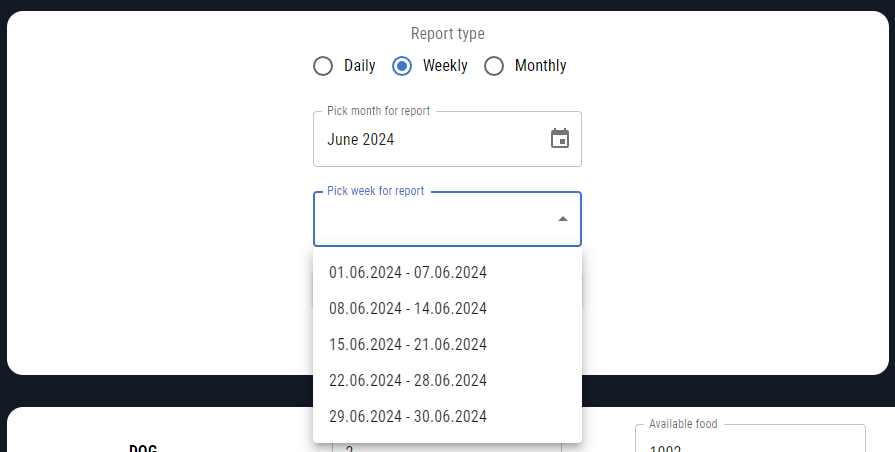 Report type
Daily Weekly Monthly
Pick month for report
June 2024
Pick week for report
01.06.2024 - 07.06.2024
08.06.2024 - 14.06.2024
15.06.2024 - 21.06.2024
22.06.2024 - 28.06.2024
29.06.2024 - 30.06.2024
Available food
DOG 2 1002